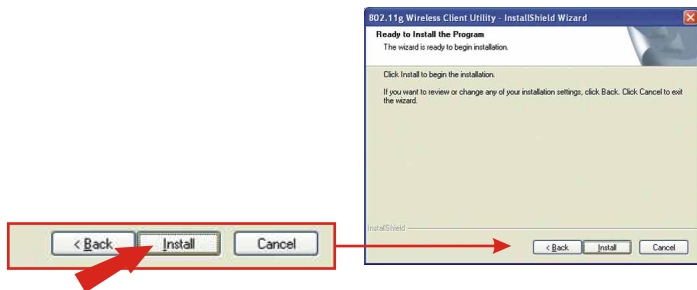 802.11g Wireless Client Utility - InstallShield Wizard
Ready to Install the Program
The wizard is ready to begin installation.
Click Install to begin the installation.
If you want to review or change any of your installation settings, click Back. Click Cancel to exit
the wizard.
InstallShield
< Back Install Cancel
< Back Install Cancel